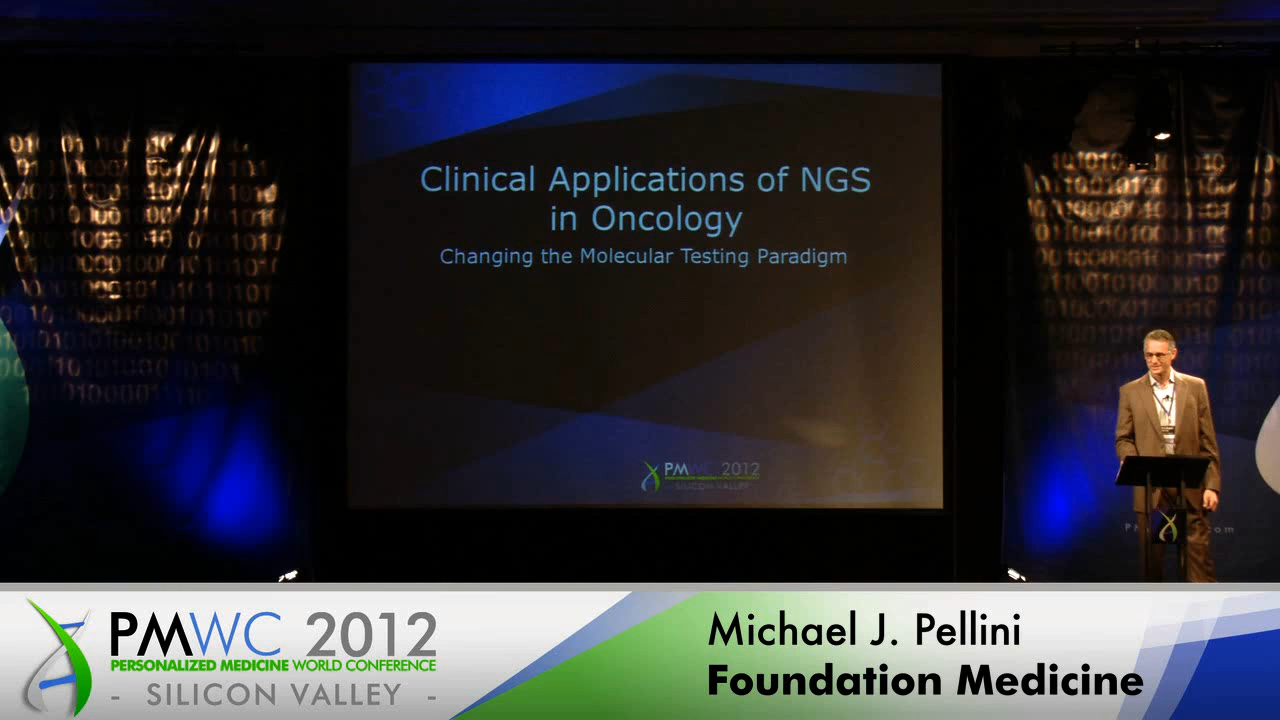 Clinical Applications of NGS
in Oncology
Changing the Molecular Testing Paradigm
PMWC 2012
SILICON VALLEY
PMWC 2012
PERSONALIZED MEDICINE WORLD CONFERENCE
- SILICON VALLEY -
Michael J. Pellini
Foundation Medicine